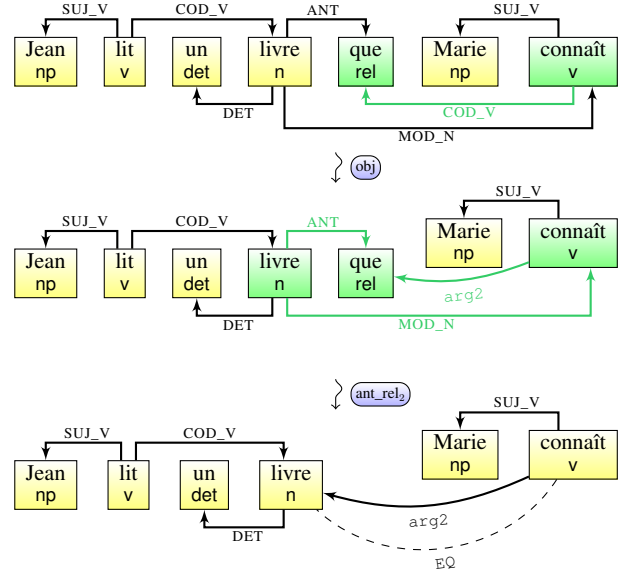 SUJ_V COD_V ANT SUJ_V
Jean lit un livre que Marie connaît
np v det n rel np v
DET COD_V
MOD_N
obj
SUJ_V
SUJ_V COD_V ANT
Marie connaît
np v
Jean lit un livre que
np v det n rel
arg2
DET MOD_N
ant_rel₂
SUJ_V
SUJ_V COD_V
Marie connaît
np v
Jean lit un livre
np v det n
arg2
DET
EQ